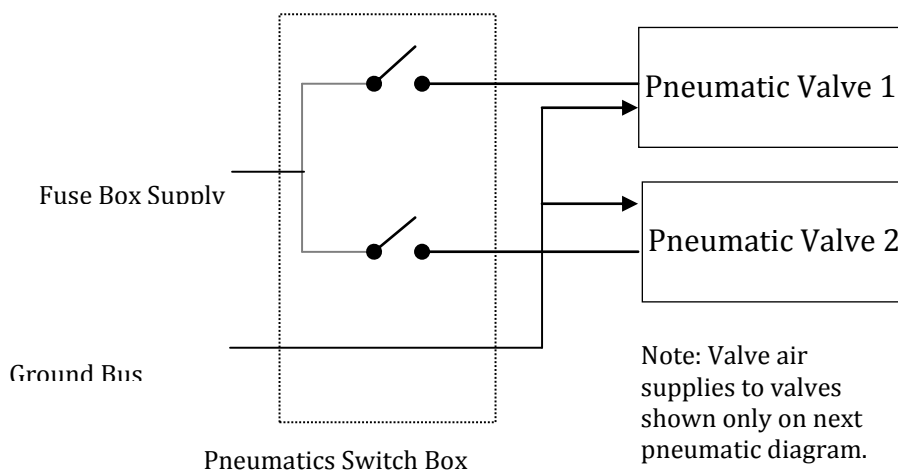 Pneumatic Valve 1
Fuse Box Supply
Pneumatic Valve 2
Ground Bus
Note: Valve air
supplies to valves
shown only on next
pneumatic diagram.
Pneumatics Switch Box